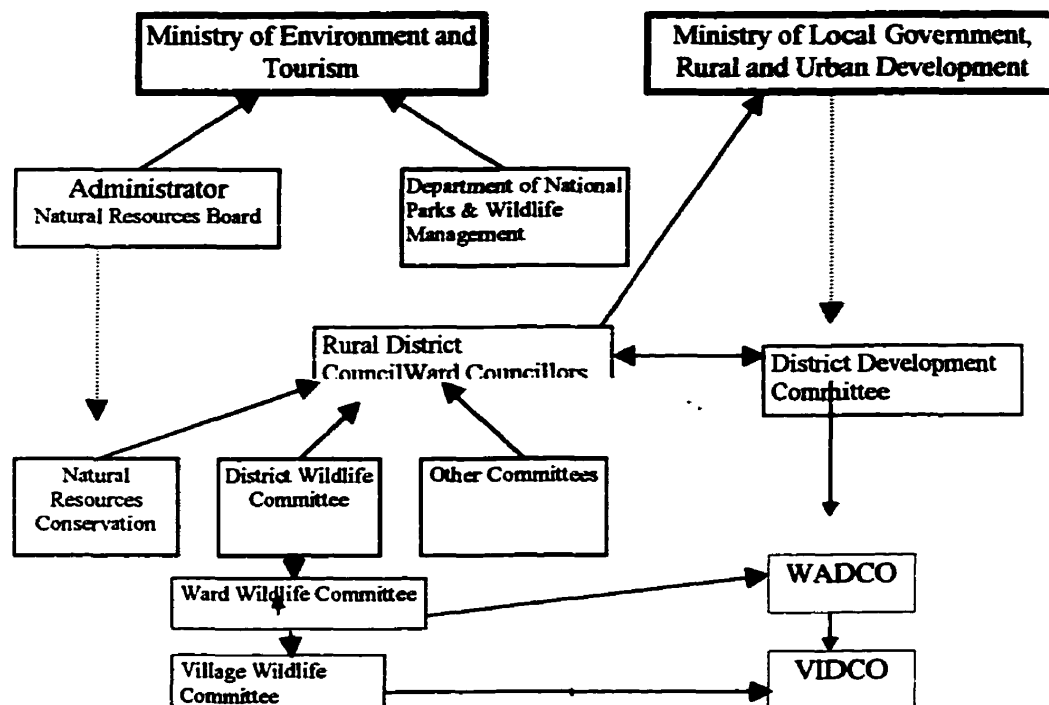 Ministry of Environment and
Tourism
Ministry of Local Government,
Rural and Urban Development
Administrator
Natural Resources Board
Department of National
Parks & Wildlife
Management
Rural District
CouncilWard Councillors
District Development
Committee
Natural
Resources
Conservation
District Wildlife
Committee
Other Committees
Ward Wildlife Committee
WADCO
Village Wildlife
Committee
VIDCO